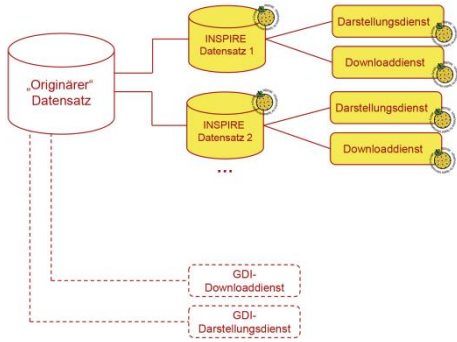 „Originärer"
Datensatz
INSPIRE
Datensatz 1
Darstellungsdienst
Downloaddienst
INSPIRE
Datensatz 2
Darstellungsdienst
Downloaddienst
...
GDI-
Downloaddienst
GDI-
Darstellungsdienst